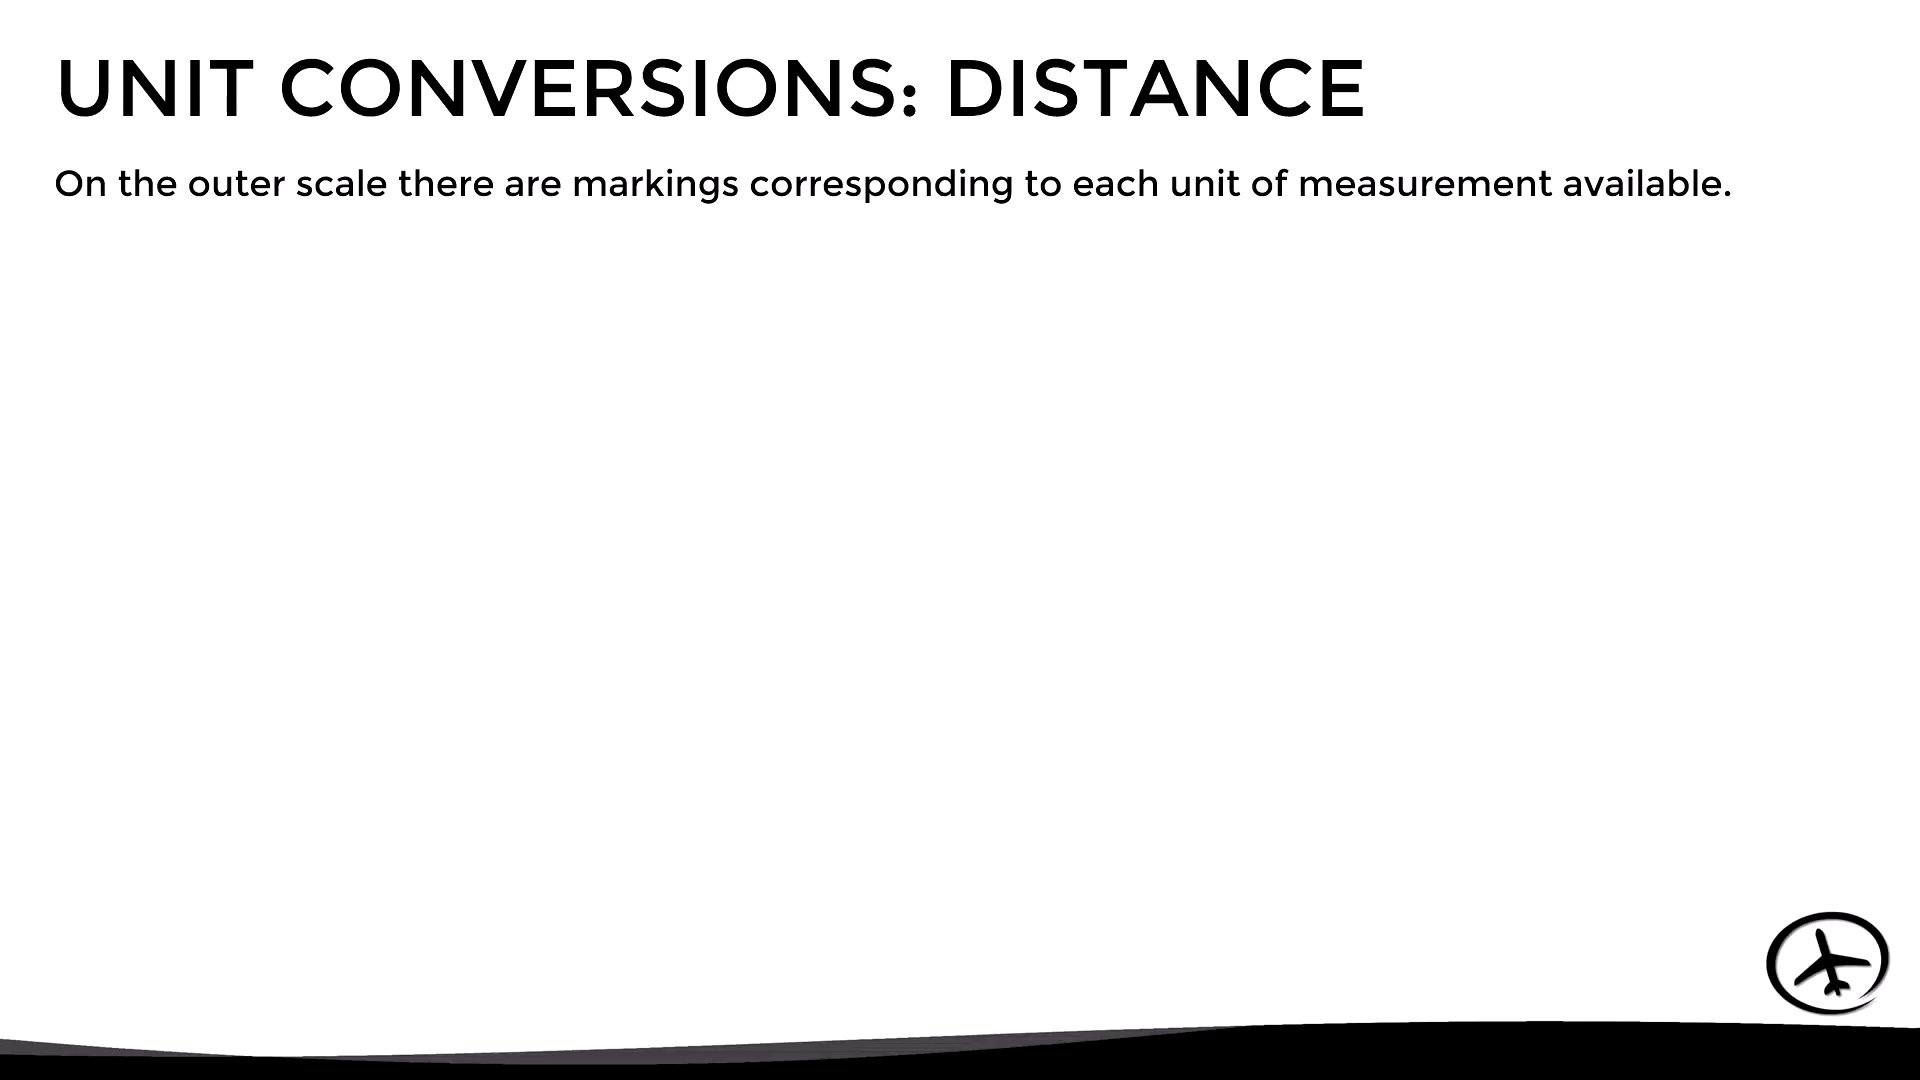 UNIT CONVERSIONS: DISTANCE
On the outer scale there are markings corresponding to each unit of measurement available.